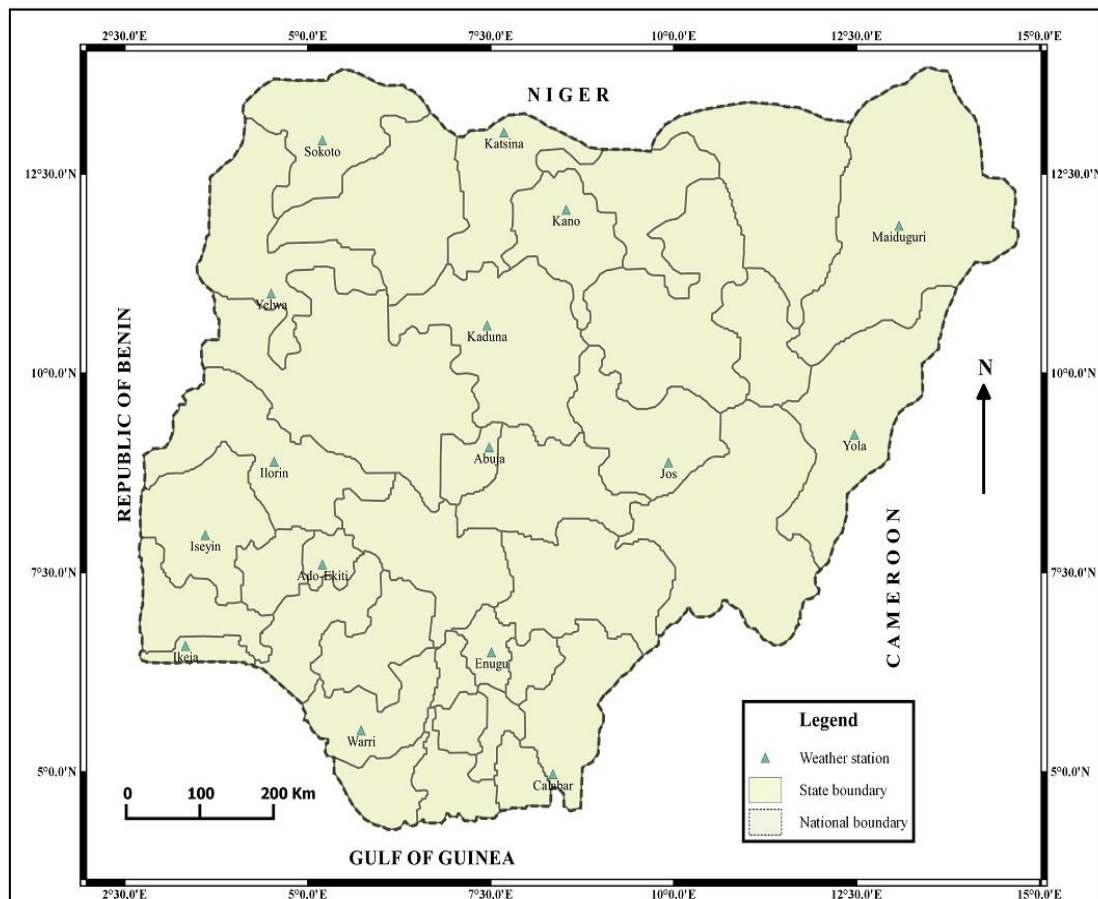 2°30.0'E 5°0.0'E 7°30.0'E 10°0.0'E 12°30.0'E 15°0.0'E
NIGER
Sokoto
Katsina
12°30.0'N 12°30.0'N
Kano
Maiduguri
Yelwa
Kaduna
10°0.0'N 10°0.0'N
N
REPUBLIC OF BENIN
Yola
Abuja
Ilorin
Jos
CAMEROON
Iseyin
7°30.0'N 7°30.0'N
Ado-Ekiti
Ikeja
Enugu
Legend
Warri
Weather station
5°0.0'N 5°0.0'N
Calabar
State boundary
0 100 200 Km
National boundary
GULF OF GUINEA
2°30.0'E 5°0.0'E 7°30.0'E 10°0.0'E 12°30.0'E 15°0.0'E